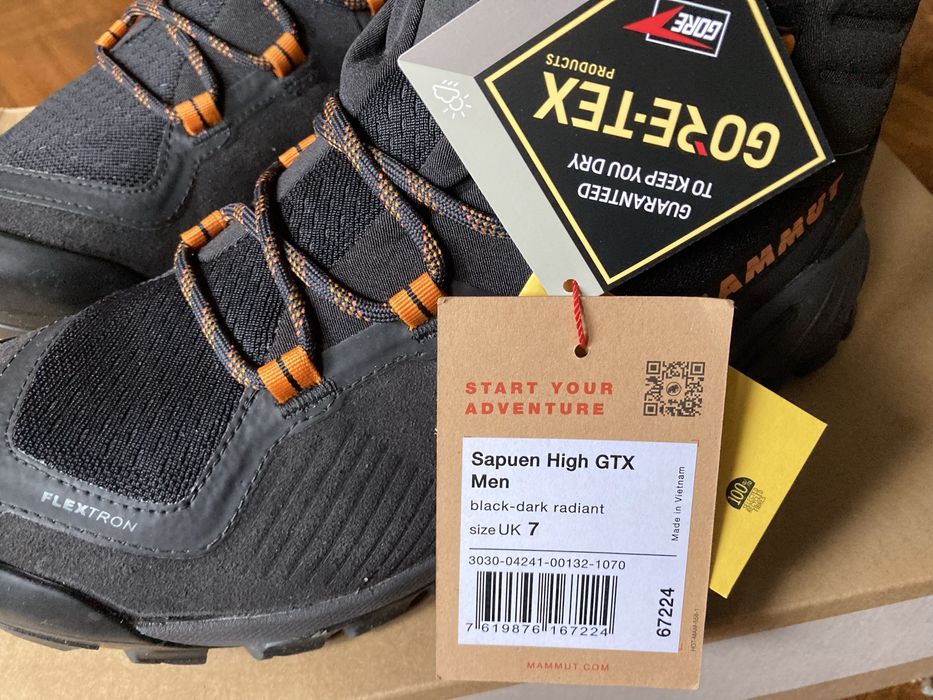 GORE
GORE-TEX
PRODUCTS
GUARANTEED
TO KEEP YOU DRY
MAMMUT
START YOUR
ADVENTURE
Sapuen High GTX
Men
black-dark radiant
size UK 7
Made in Vietnam
3030-04241-00132-1070
7 619876 167224
67224
MAMMUT.COM
100%
FLEXTRON